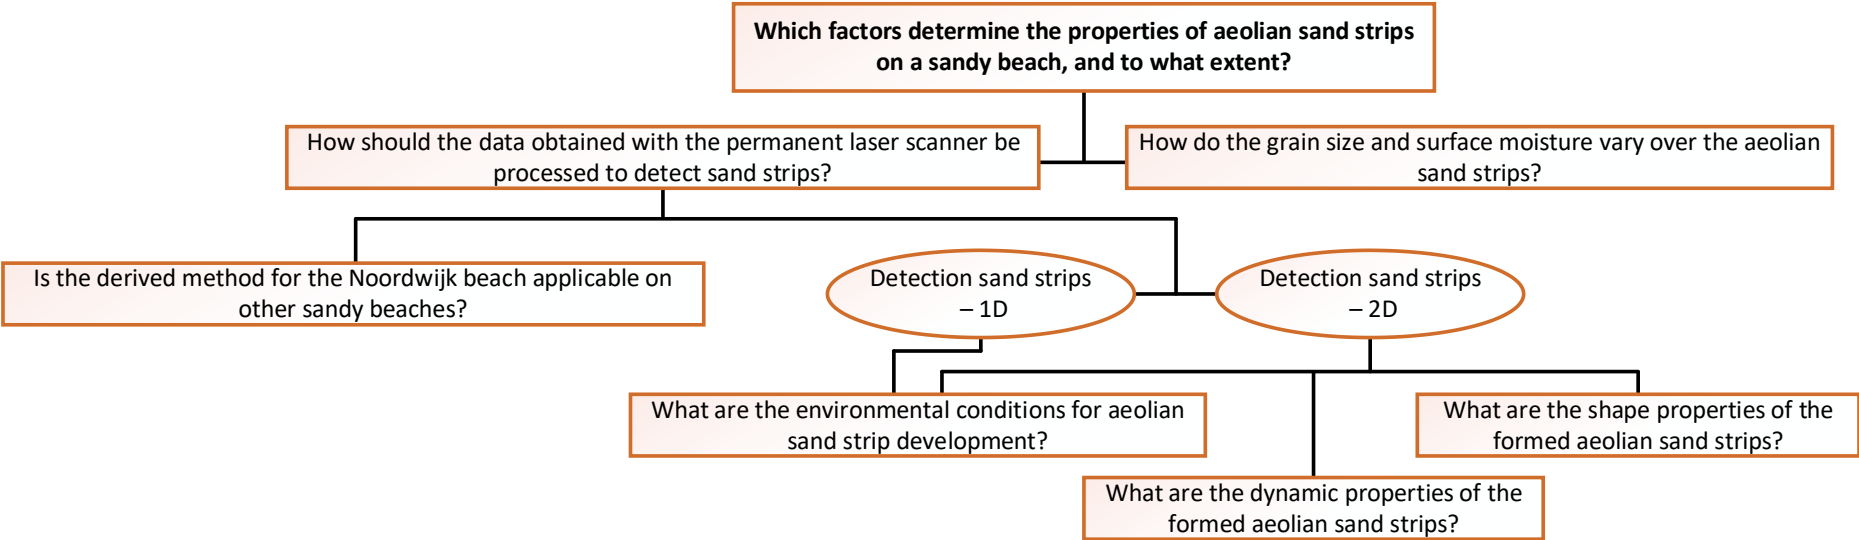 Which factors determine the properties of aeolian sand strips
on a sandy beach, and to what extent?
How should the data obtained with the permanent laser scanner be
processed to detect sand strips?
How do the grain size and surface moisture vary over the aeolian
sand strips?
Is the derived method for the Noordwijk beach applicable on
other sandy beaches?
Detection sand strips
– 1D
Detection sand strips
– 2D
What are the environmental conditions for aeolian
sand strip development?
What are the shape properties of the
formed aeolian sand strips?
What are the dynamic properties of the
formed aeolian sand strips?